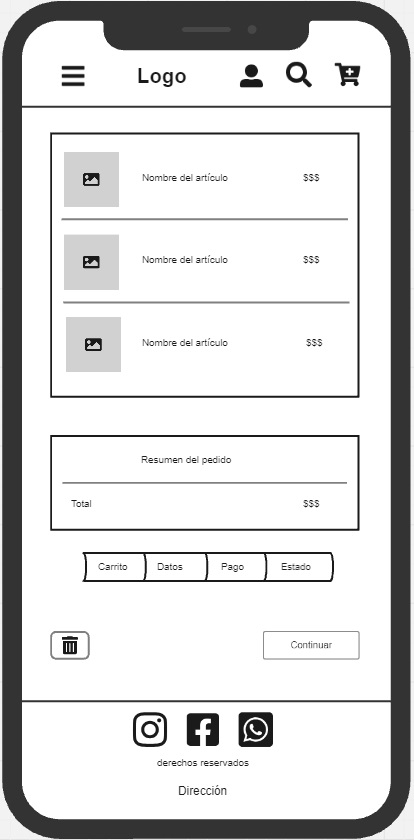 Logo
Nombre del artículo $$$
Nombre del artículo $$$
Nombre del artículo $$$
Resumen del pedido
Total $$$
Carrito Datos Pago Estado
Continuar
derechos reservados
Dirección